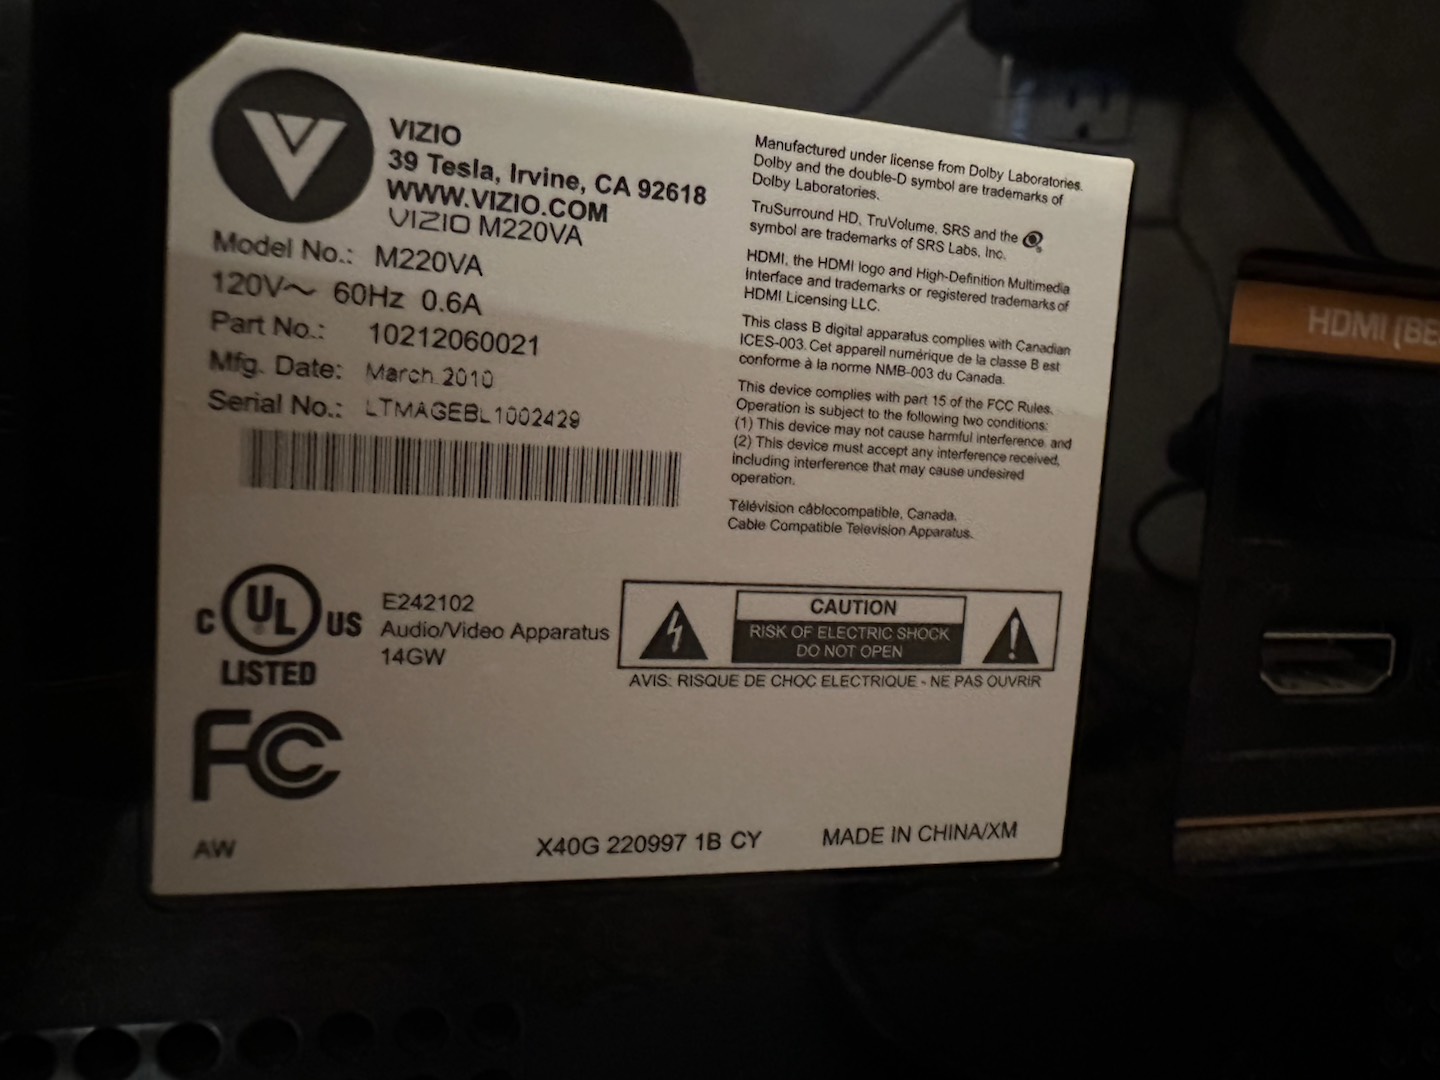 VIZIO
39 Tesla, Irvine, CA 92618
WWW.VIZIO.COM
VIZIO M220VA
Model No.: M220VA
120V～ 60Hz 0.6A
Part No.: 10212060021
Mfg. Date: March 2010
Serial No.: LTMAGEBL1002429
Manufactured under license from Dolby Laboratories.
Dolby and the double-D symbol are trademarks of
Dolby Laboratories.
TruSurround HD, TruVolume, SRS and the
symbol are trademarks of SRS Labs, Inc.
HDMI, the HDMI logo and High-Definition Multimedia
Interface and trademarks or registered trademarks of
HDMI Licensing LLC.
This class B digital apparatus complies with Canadian
ICES-003. Cet appareil numérique de la classe B est
conforme à la norme NMB-003 du Canada.
This device complies with part 15 of the FCC Rules.
Operation is subject to the following two conditions:
(1) This device may not cause harmful interference, and
(2) This device must accept any interference received,
including interference that may cause undesired
operation.
Télévision câblocompatible, Canada.
Cable Compatible Television Apparatus.
C UL US
LISTED
E242102
Audio/Video Apparatus
14GW
CAUTION
RISK OF ELECTRIC SHOCK
DO NOT OPEN
AVIS: RISQUE DE CHOC ELECTRIQUE - NE PAS OUVRIR
FC
AW
X40G 220997 1B CY
MADE IN CHINA/XM
HDMI (BE